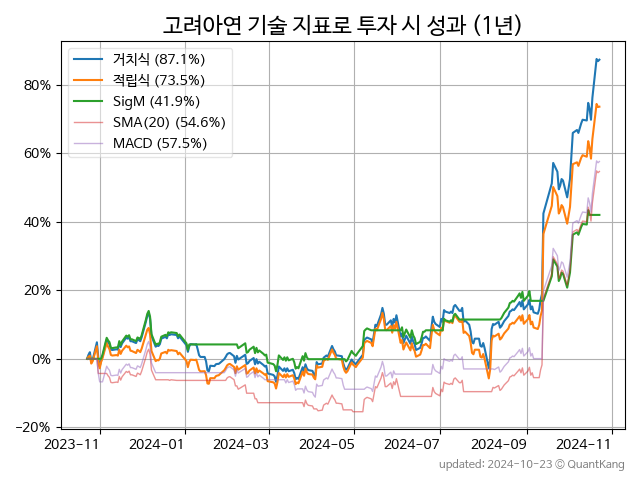 고려아연 기술 지표로 투자 시 성과 (1년)
거치식 (87.1%)
적립식 (73.5%)
SigM (41.9%)
SMA(20) (54.6%)
MACD (57.5%)
80%
60%
40%
20%
0%
−20%
2023-11 2024-01 2024-03 2024-05 2024-07 2024-09 2024-11
updated: 2024-10-23 © QuantKang